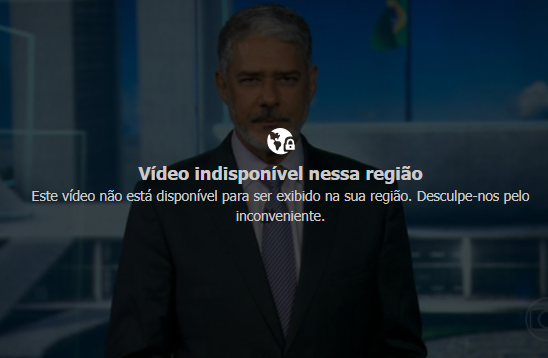 Vídeo indisponível nessa região
Este vídeo não está disponível para ser exibido na sua região. Desculpe-nos pelo
inconveniente.